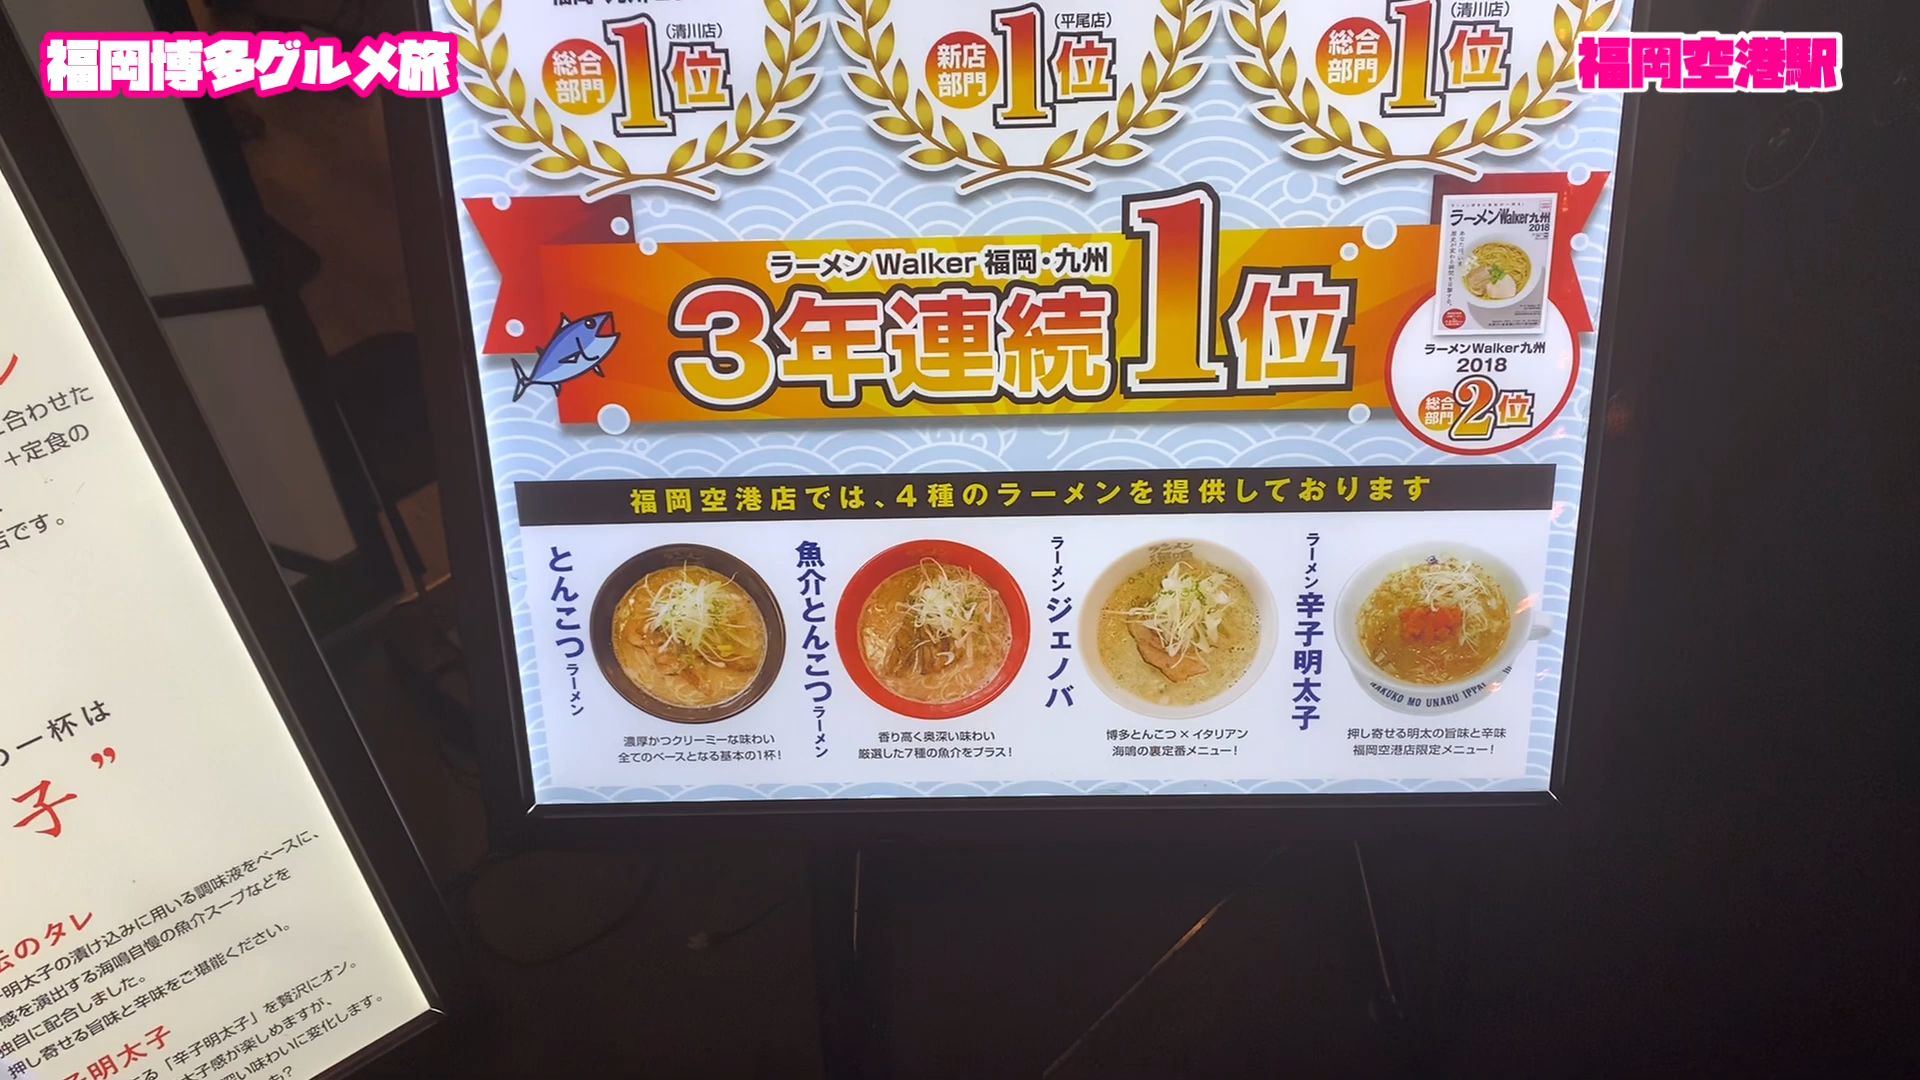 福岡博多グルメ旅
福岡空港駅
(清川店)
総合部門1位
(平尾店)
新店部門1位
(清川店)
総合部門1位
ラーメンWalker 福岡・九州
3年連続1位
ラーメンWalker九州
2018
ラーメンWalker九州
2018
総合部門2位
福岡空港店では、4種のラーメンを提供しております
とんこつラーメン
濃厚かつクリーミーな味わい
全てのベースとなる基本の1杯!
魚介とんこつラーメン
香り高く奥深い味わい
厳選した7種の魚介をプラス!
ラーメンジェノバ
博多とんこつ×イタリアン
海鳴の裏定番メニュー!
ラーメン辛子明太子
押し寄せる明太の旨味と辛味
福岡空港店限定メニュー!
合わせた
+定食の
店です。
の一杯は
子”
伝のタレ
明太子の漬け込みに用いる調味液をベースに、
感を演出する海鳴自慢の魚介スープなどを
独自に配合しました。
押し寄せる旨味と辛味をご堪能ください。
子明太子
る「辛子明太子」を贅沢にオン。
太子感が楽しめますが、
深い味わいに変化します。